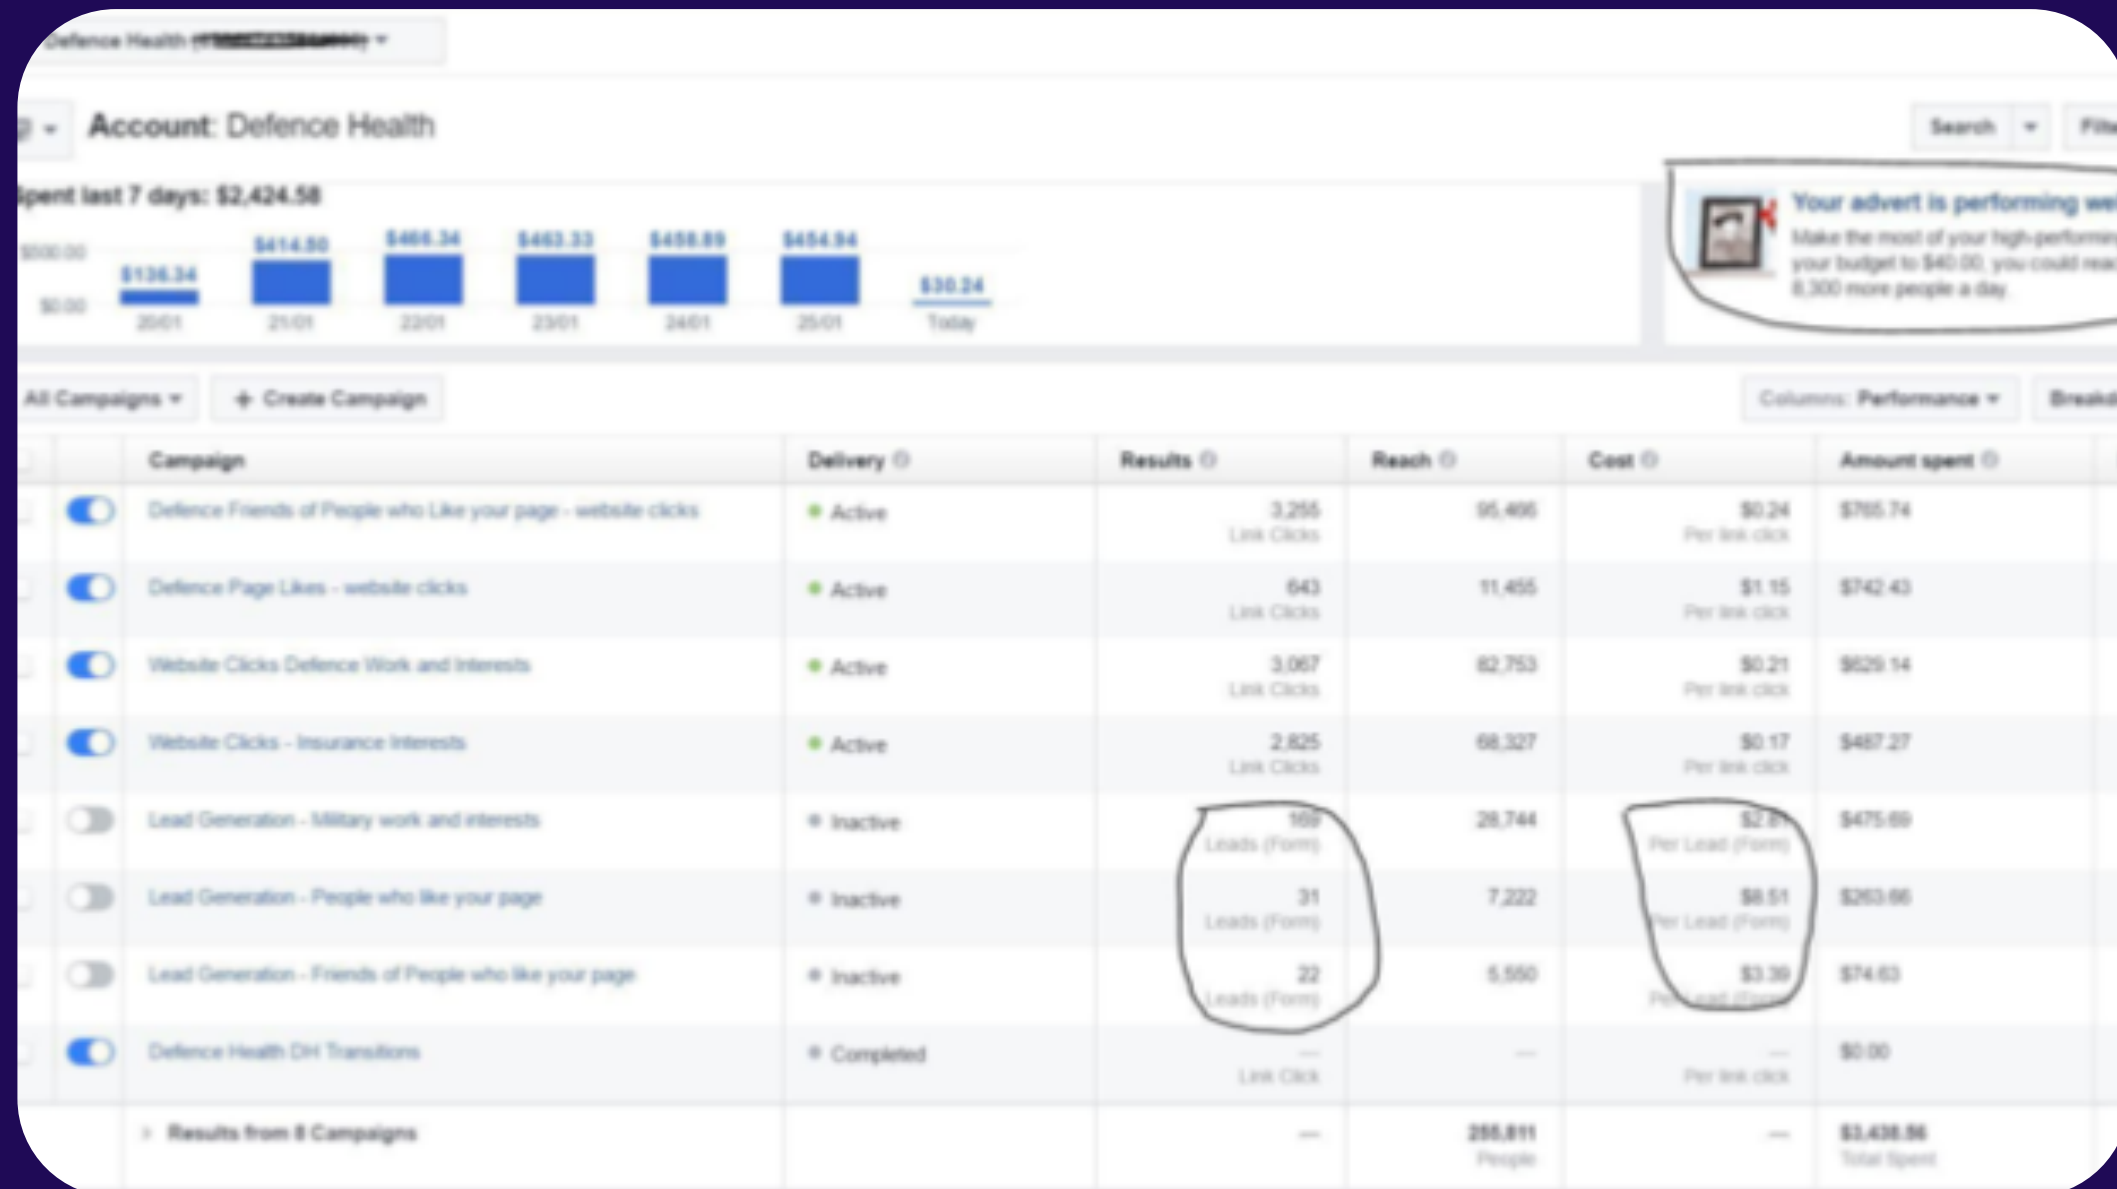 Defence Health
Account: Defence Health
Search
Spent last 7 days: $2,424.58
$500.00
$0.00
$136.34
$414.50
$466.34
$463.33
$458.89
$454.94
$30.24
20/01
21/01
22/01
23/01
24/01
25/01
Today
Your advert is performing
Make the most of your
your budget to $40.00, you could
8,300 more people a day.
All Campaigns
+ Create Campaign
Columns: Performance
Campaign Delivery Results Reach Cost Amount spent
Defence Friends of People who Like your page - website clicks Active 3,255 95,466 $0.24 $765.74
Link Clicks Per link click
Defence Page Likes - website clicks Active 643 11,455 $1.15 $742.43
Link Clicks Per link click
Website Clicks Defence Work and Interests Active 3,067 82,753 $0.21 $629.14
Link Clicks Per link click
Website Clicks - Insurance Interests Active 2,825 68,327 $0.17 $487.27
Link Clicks Per link click
Lead Generation - Military work and interests Inactive 169 28,744 $2.81 $475.69
Leads (Form) Per Lead (Form)
Lead Generation - People who like your page Inactive 31 7,222 $8.51 $263.66
Leads (Form) Per Lead (Form)
Lead Generation - Friends of People who like your page Inactive 22 5,550 $3.39 $74.63
Leads (Form) Per Lead (Form)
Defence Health DH Transitions Completed — — — $0.00
Link Click Per link click
Results from 8 Campaigns — 255,811 — $3,438.56
People Total Spent